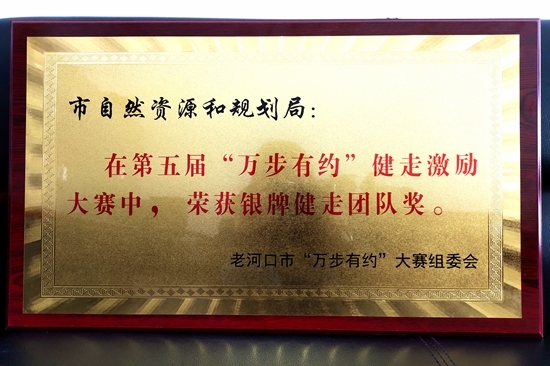 市自然资源和规划局：
在第五届“万步有约”健走激励
大赛中，荣获银牌健走团队奖。
老河口市“万步有约”大赛组委会